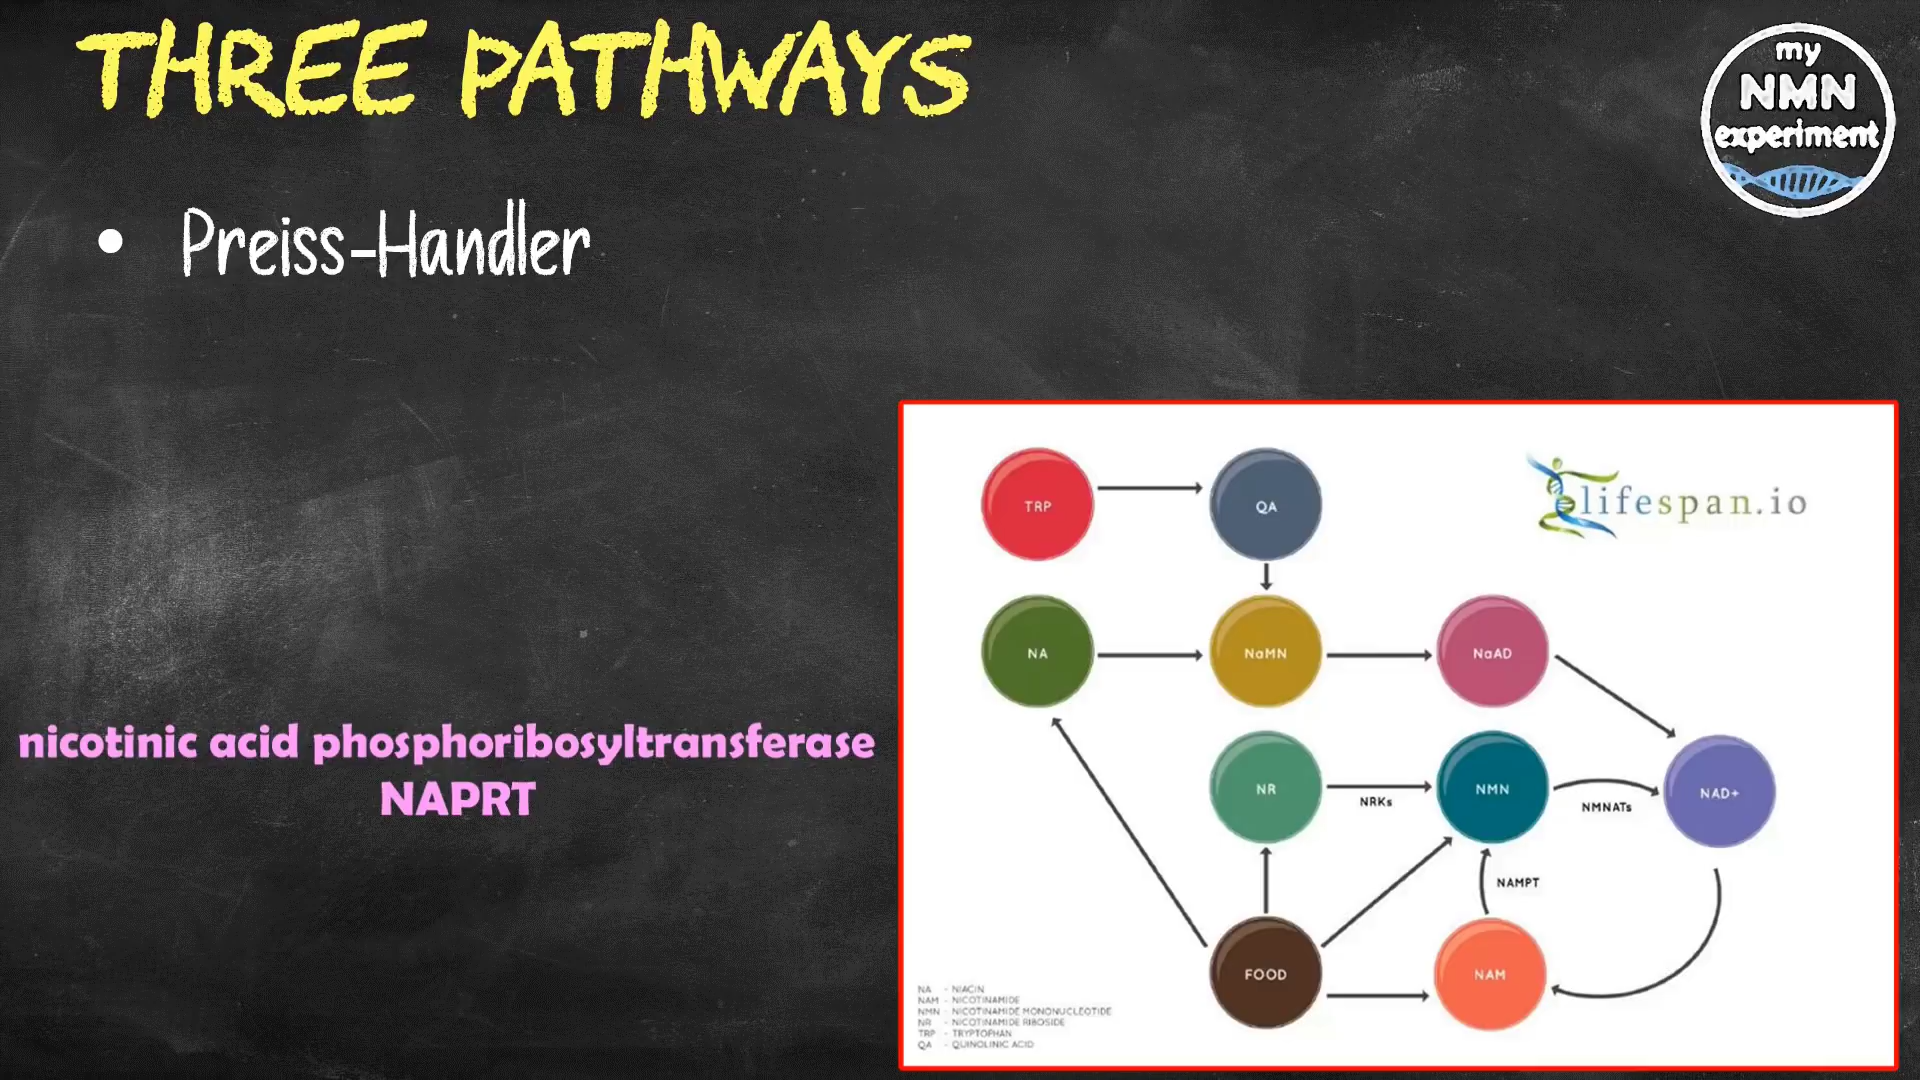 THREE PATHWAYS
my
NMN
experiment
• Preiss-Handler
nicotinic acid phosphoribosyltransferase
NAPRT
lifespan.io
TRP
QA
NA
NaMN
NaAD
NR
NRKs
NMN
NMNATs
NAD+
NAMPT
FOOD
NAM
NA - NIACIN
NAM - NICOTINAMIDE
NMN - NICOTINAMIDE MONONUCLEOTIDE
NR - NICOTINAMIDE RIBOSIDE
TRP - TRYPTOPHAN
QA - QUINOLINIC ACID